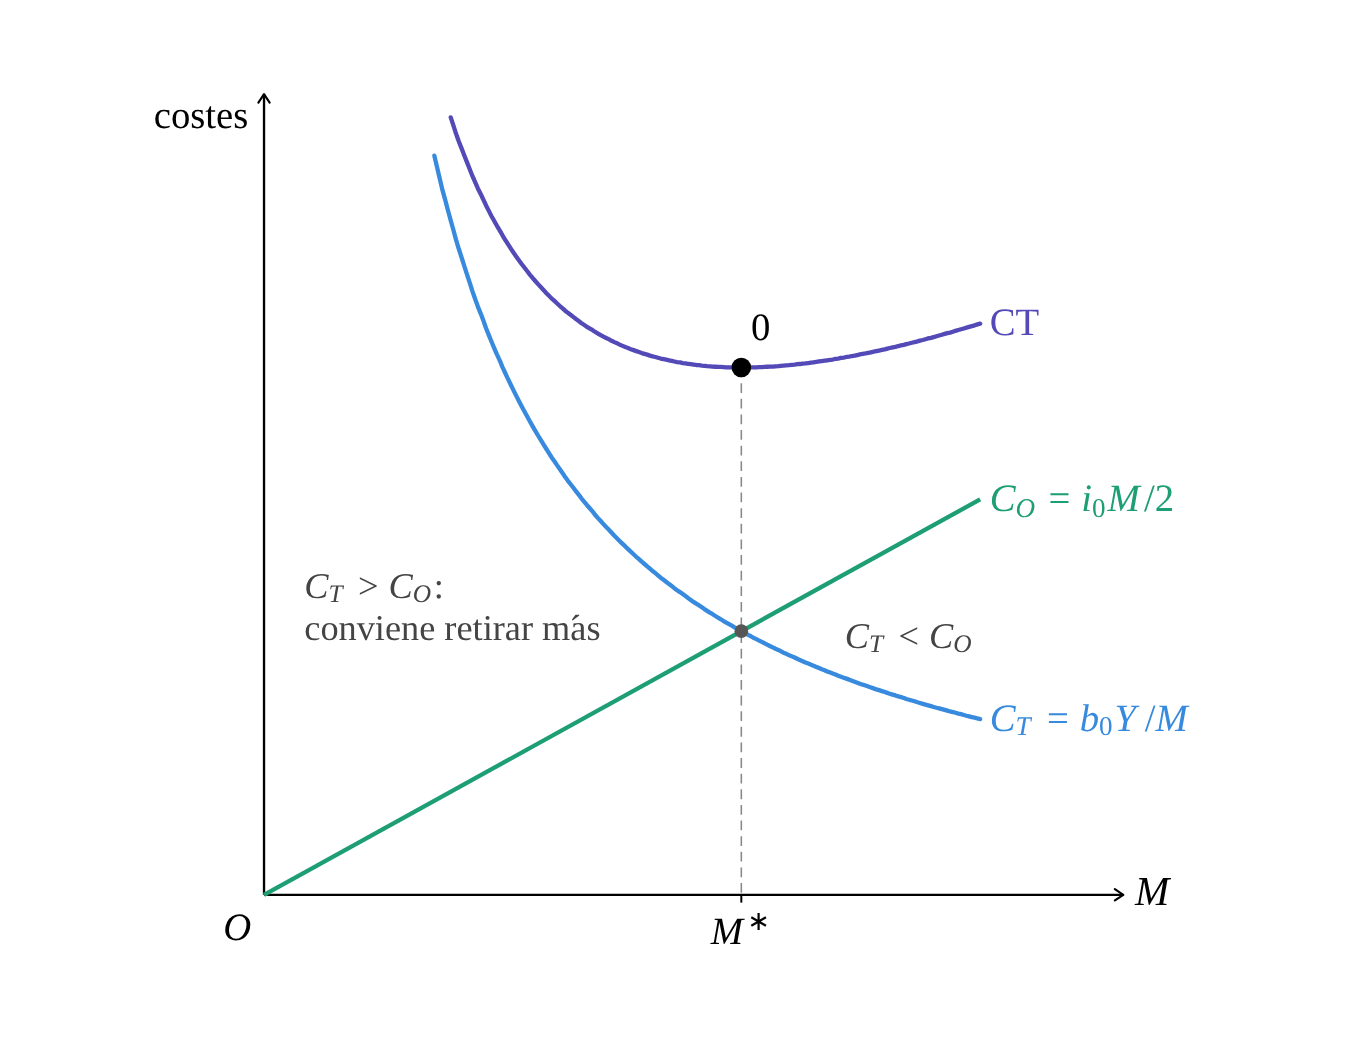 costes
0
CT
C_O = i_0M/2
C_T > C_O:
conviene retirar más
C_T < C_O
C_T = b_0Y/M
M
O
M*